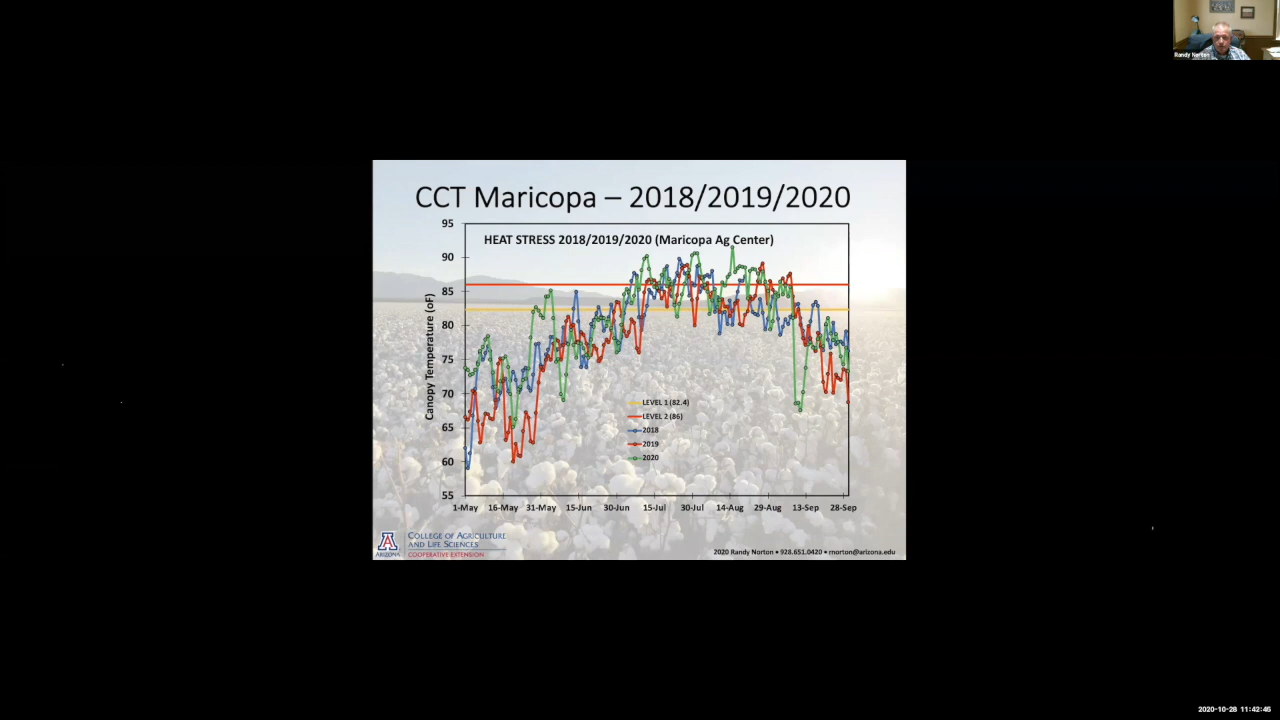 Randy Norton
CCT Maricopa – 2018/2019/2020
HEAT STRESS 2018/2019/2020 (Maricopa Ag Center)
Canopy Temperature (oF)
95
90
85
80
75
70
65
60
55
LEVEL 1 (82.4)
LEVEL 2 (86)
2018
2019
2020
1-May 16-May 31-May 15-Jun 30-Jun 15-Jul 30-Jul 14-Aug 29-Aug 13-Sep 28-Sep
A
ARIZONA
COLLEGE OF AGRICULTURE
AND LIFE SCIENCES
COOPERATIVE EXTENSION
2020 Randy Norton • 928.651.0420 • rnorton@arizona.edu
2020-10-28 11:42:45